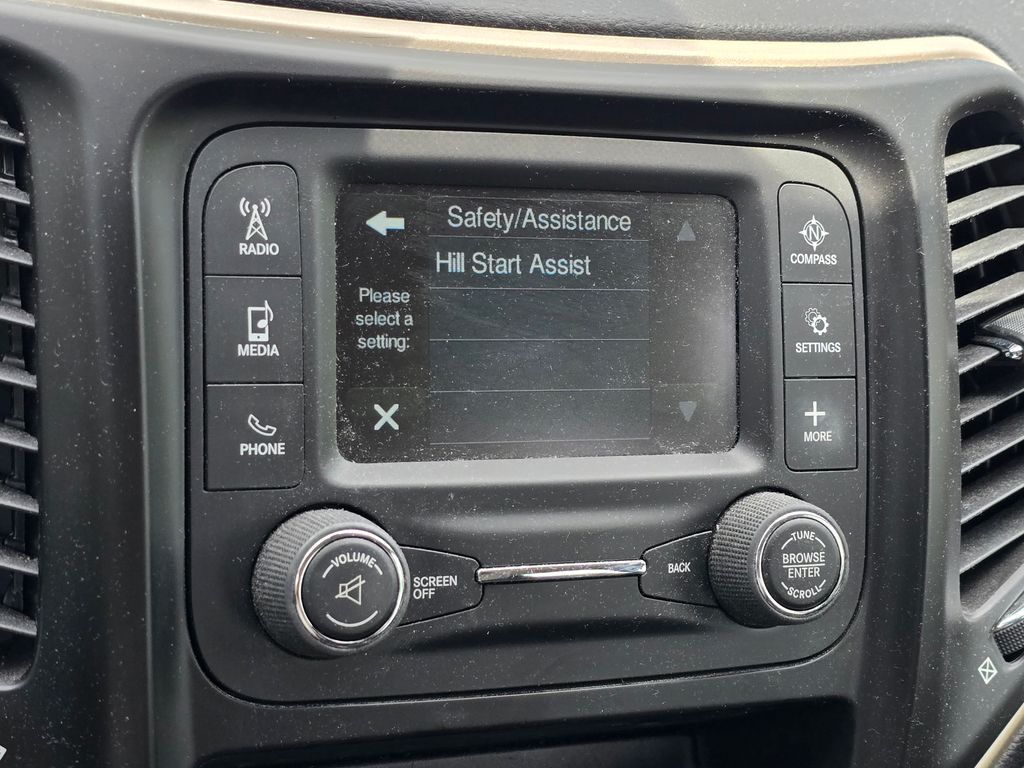 RADIO
MEDIA
PHONE
Safety/Assistance
Hill Start Assist
Please
select a
setting:
N
COMPASS
SETTINGS
MORE
VOLUME
SCREEN
OFF
BACK
TUNE
BROWSE
ENTER
SCROLL